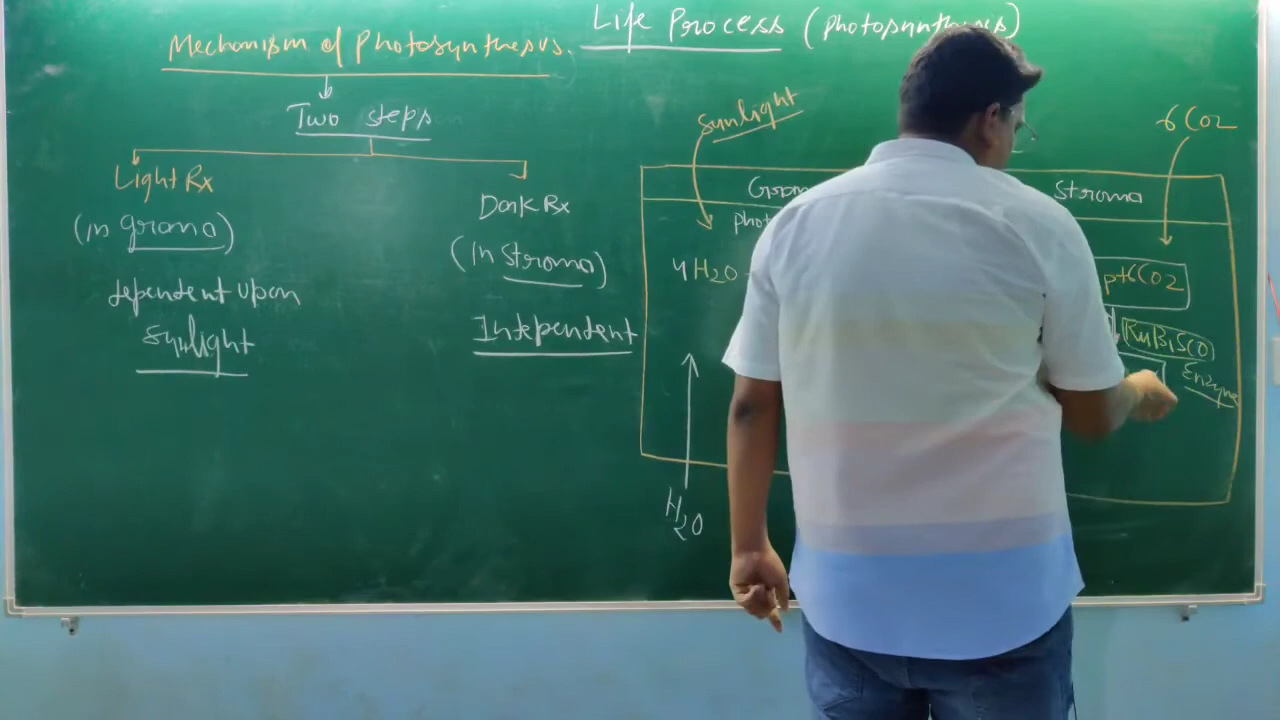 Life Process (Photosynthesis)
Mechanism of Photosynthesis.
Two steps
Light Rx
(in grana)
dependent upon
sunlight
Dark Rx
(In Stroma)
Independent
sunlight
6CO2
Stroma
4H2O
6CO2
RuBisCO
Enzyme
H2O